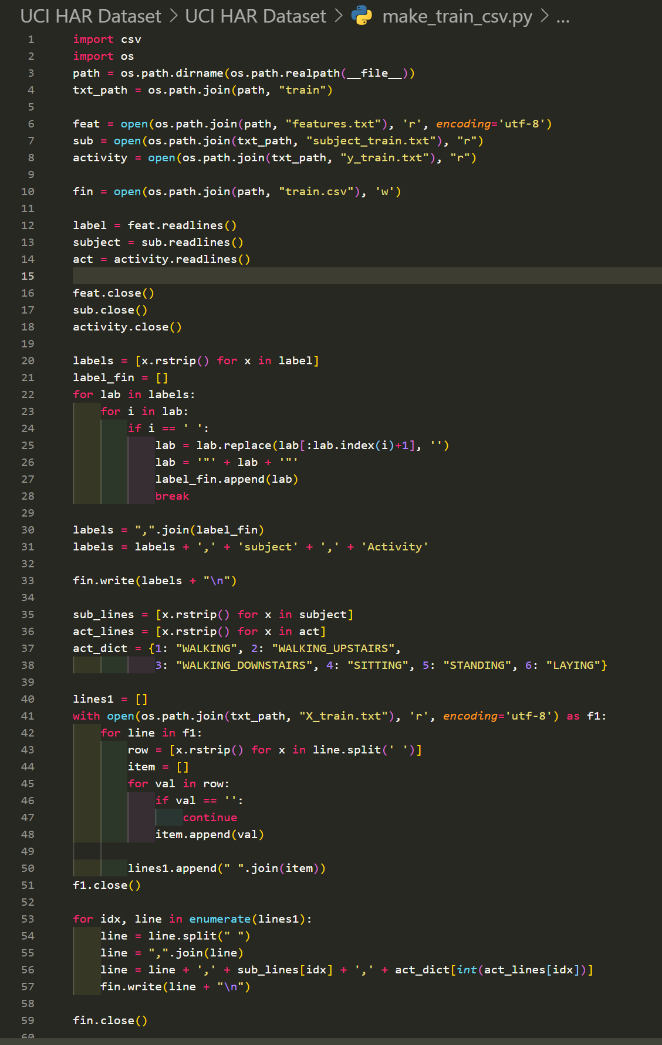 UCI HAR Dataset > UCI HAR Dataset > make_train_csv.py > ...
1 import csv
2 import os
3 path = os.path.dirname(os.path.realpath(__file__))
4 txt_path = os.path.join(path, "train")
5
6 feat = open(os.path.join(path, "features.txt"), 'r', encoding='utf-8')
7 sub = open(os.path.join(txt_path, "subject_train.txt"), "r")
8 activity = open(os.path.join(txt_path, "y_train.txt"), "r")
9
10 fin = open(os.path.join(path, "train.csv"), 'w')
11
12 label = feat.readlines()
13 subject = sub.readlines()
14 act = activity.readlines()
15
16 feat.close()
17 sub.close()
18 activity.close()
19
20 labels = [x.rstrip() for x in label]
21 label_fin = []
22 for lab in labels:
23     for i in lab:
24         if i == ' ':
25             lab = lab.replace(lab[:lab.index(i)+1], '')
26             lab = '"' + lab + '"'
27             label_fin.append(lab)
28             break
29
30 labels = ",".join(label_fin)
31 labels = labels + ',' + 'subject' + ',' + 'Activity'
32
33 fin.write(labels + "\n")
34
35 sub_lines = [x.rstrip() for x in subject]
36 act_lines = [x.rstrip() for x in act]
37 act_dict = {1: "WALKING", 2: "WALKING_UPSTAIRS",
38             3: "WALKING_DOWNSTAIRS", 4: "SITTING", 5: "STANDING", 6: "LAYING"}
39
40 lines1 = []
41 with open(os.path.join(txt_path, "X_train.txt"), 'r', encoding='utf-8') as f1:
42     for line in f1:
43         row = [x.rstrip() for x in line.split(' ')]
44         item = []
45         for val in row:
46             if val == '':
47                 continue
48             item.append(val)
49
50         lines1.append(" ".join(item))
51 f1.close()
52
53 for idx, line in enumerate(lines1):
54     line = line.split(" ")
55     line = ",".join(line)
56     line = line + ',' + sub_lines[idx] + ',' + act_dict[int(act_lines[idx])]
57     fin.write(line + "\n")
58
59 fin.close()
60